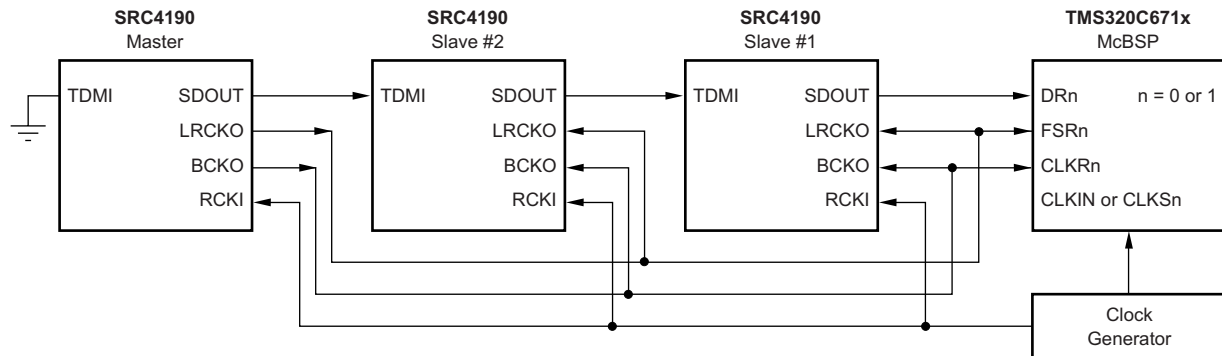 SRC4190
Master
SRC4190
Slave #2
SRC4190
Slave #1
TMS320C671x
McBSP
TDMI SDOUT
LRCKO
BCKO
RCKI
TDMI SDOUT
LRCKO
BCKO
RCKI
TDMI SDOUT
LRCKO
BCKO
RCKI
DRn n = 0 or 1
FSRn
CLKRn
CLKIN or CLKSn
Clock
Generator